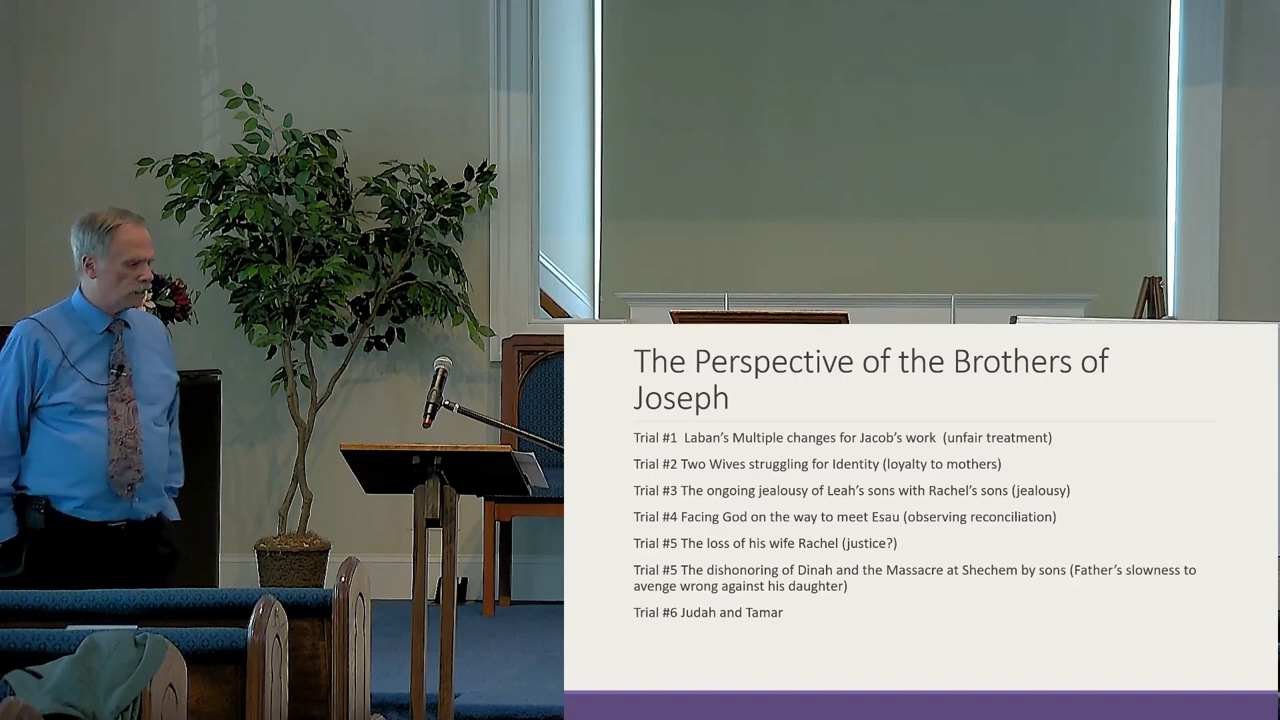 The Perspective of the Brothers of
Joseph
Trial #1  Laban's Multiple changes for Jacob's work  (unfair treatment)
Trial #2 Two Wives struggling for Identity (loyalty to mothers)
Trial #3 The ongoing jealousy of Leah's sons with Rachel's sons (jealousy)
Trial #4 Facing God on the way to meet Esau (observing reconciliation)
Trial #5 The loss of his wife Rachel (justice?)
Trial #5 The dishonoring of Dinah and the Massacre at Shechem by sons (Father's slowness to
avenge wrong against his daughter)
Trial #6 Judah and Tamar